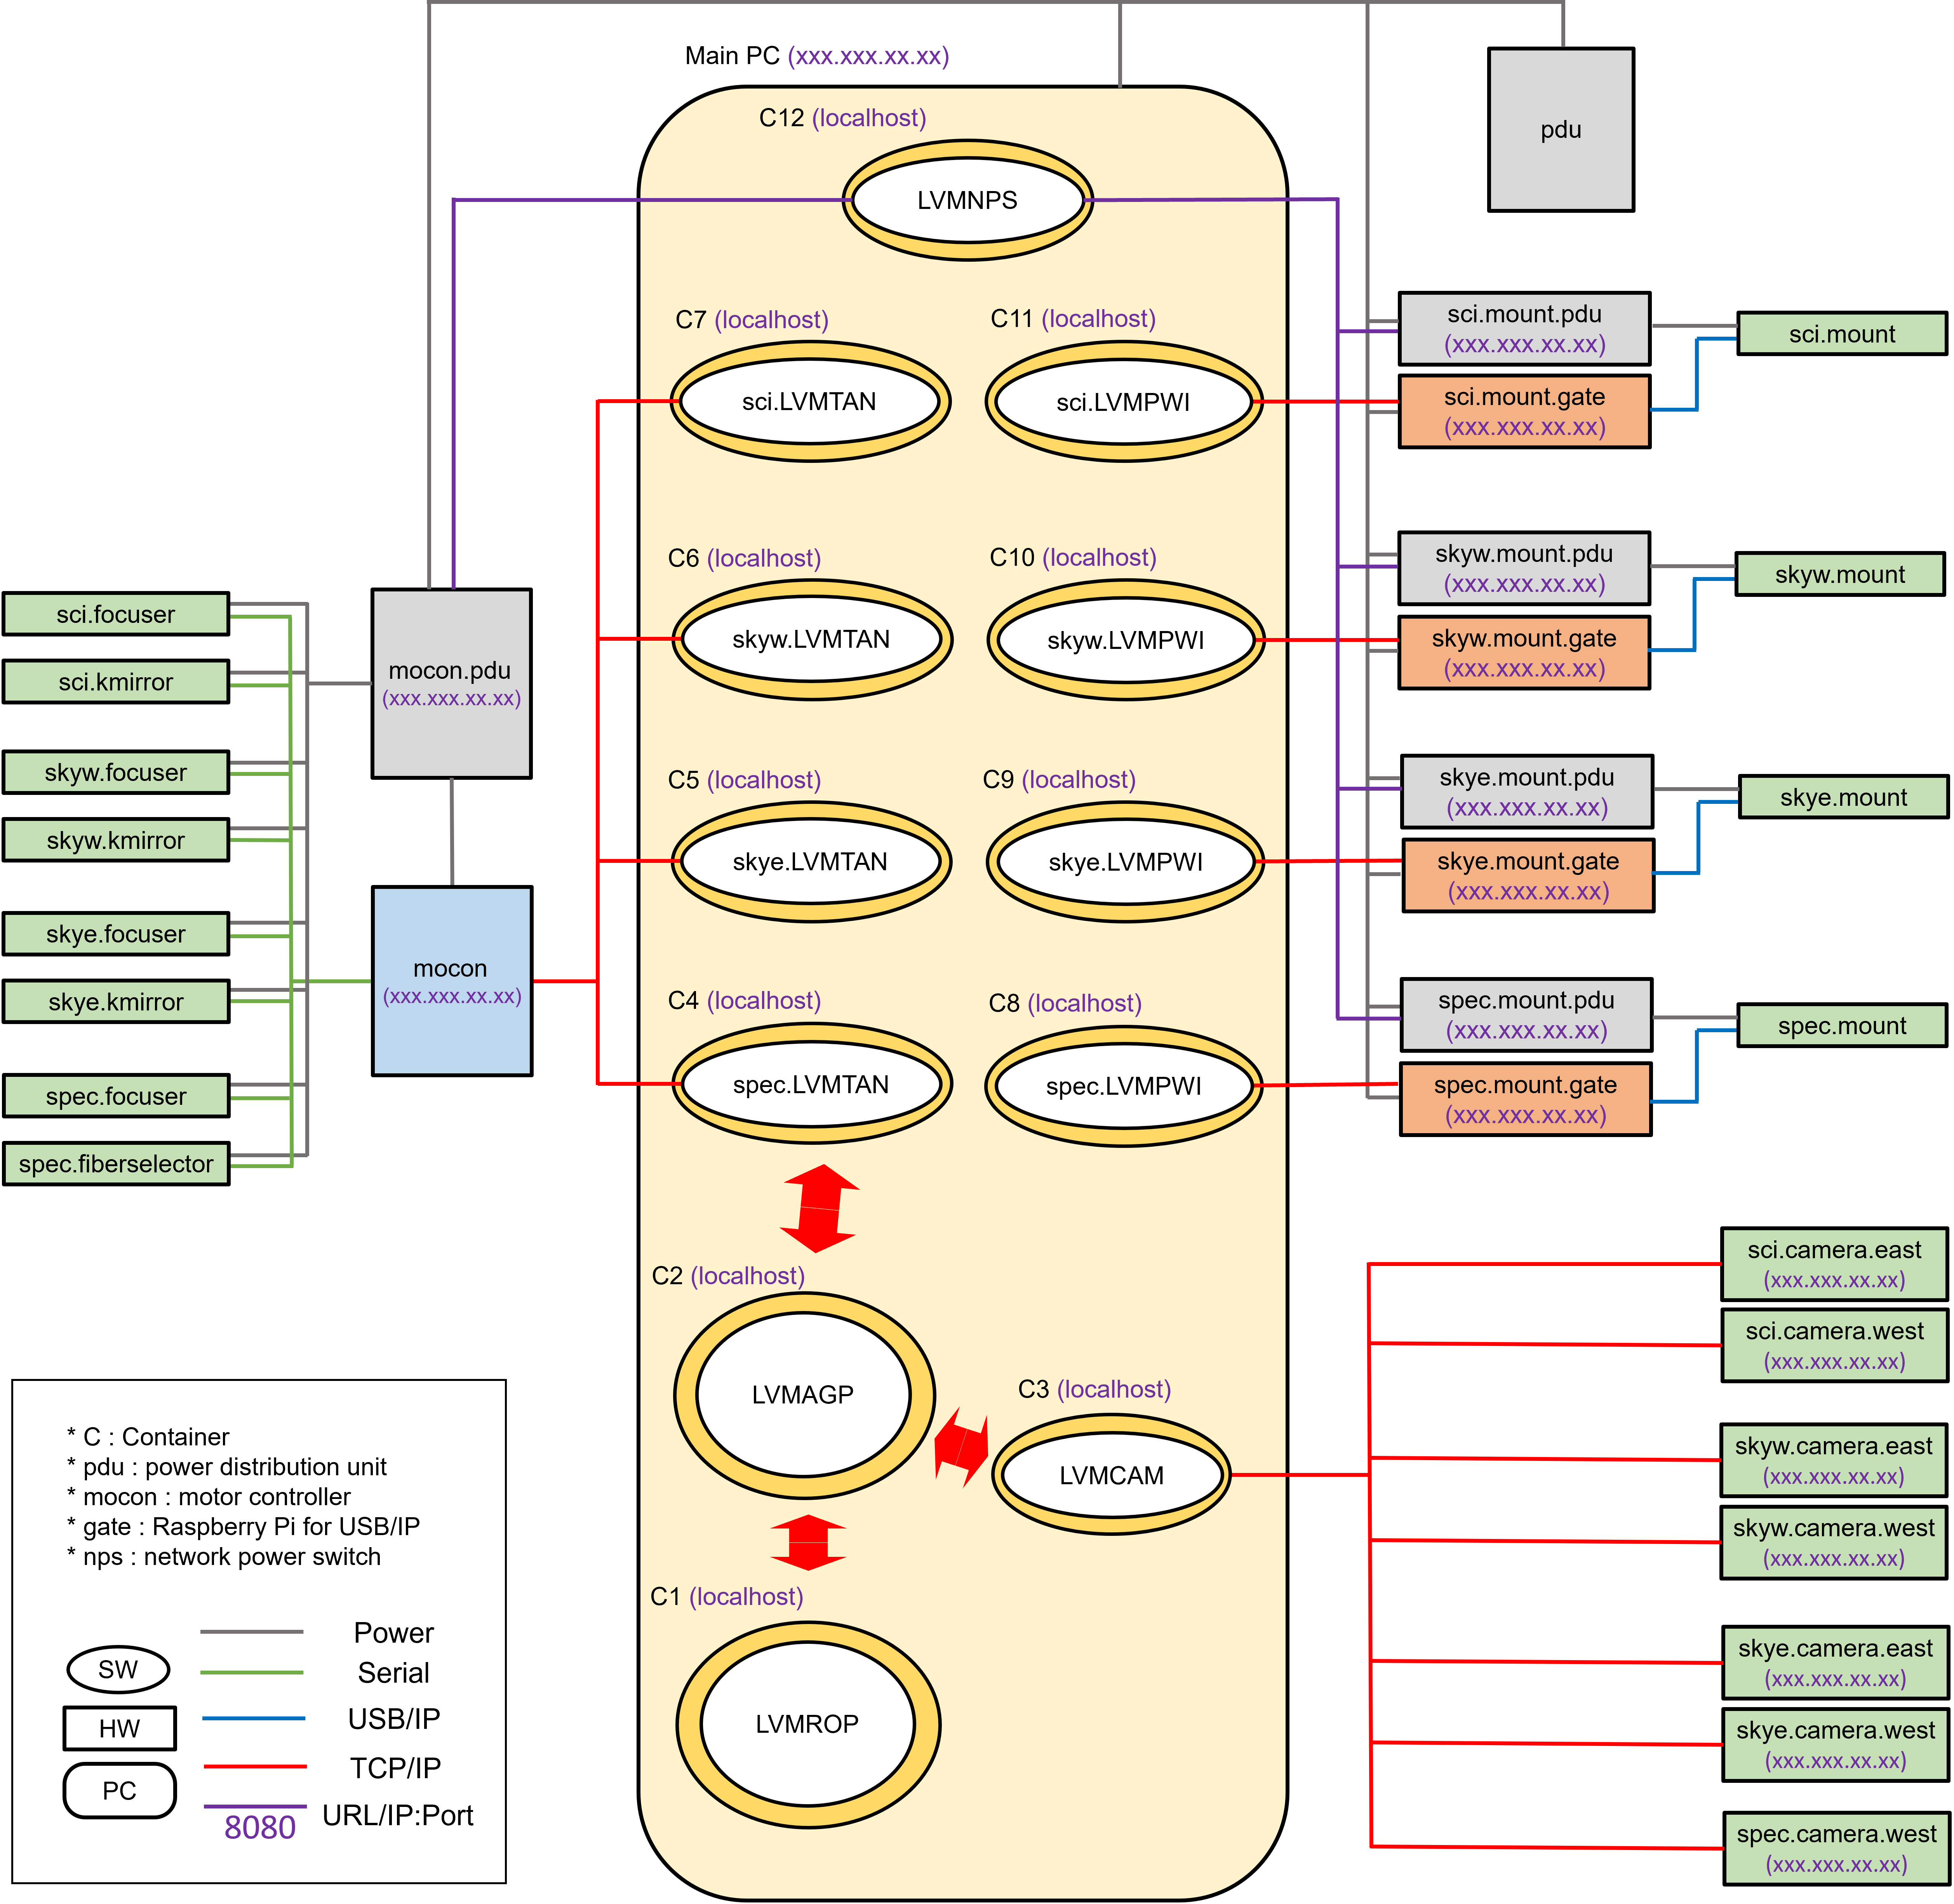 Main PC (xxx.xxx.xx.xx)
pdu
C12 (localhost)
LVMNPS
C7 (localhost)
sci.LVMTAN
C11 (localhost)
sci.LVMPWI
sci.mount.pdu
(xxx.xxx.xx.xx)
sci.mount.gate
(xxx.xxx.xx.xx)
sci.mount
C6 (localhost)
skyw.LVMTAN
C10 (localhost)
skyw.LVMPWI
skyw.mount.pdu
(xxx.xxx.xx.xx)
skyw.mount.gate
(xxx.xxx.xx.xx)
skyw.mount
sci.focuser
sci.kmirror
skyw.focuser
skyw.kmirror
skye.focuser
skye.kmirror
spec.focuser
spec.fiberselector
mocon.pdu
(xxx.xxx.xx.xx)
mocon
(xxx.xxx.xx.xx)
C5 (localhost)
skye.LVMTAN
C9 (localhost)
skye.LVMPWI
skye.mount.pdu
(xxx.xxx.xx.xx)
skye.mount.gate
(xxx.xxx.xx.xx)
skye.mount
C4 (localhost)
spec.LVMTAN
C8 (localhost)
spec.LVMPWI
spec.mount.pdu
(xxx.xxx.xx.xx)
spec.mount.gate
(xxx.xxx.xx.xx)
spec.mount
C2 (localhost)
LVMAGP
C3 (localhost)
LVMCAM
C1 (localhost)
LVMROP
sci.camera.east
(xxx.xxx.xx.xx)
sci.camera.west
(xxx.xxx.xx.xx)
skyw.camera.east
(xxx.xxx.xx.xx)
skyw.camera.west
(xxx.xxx.xx.xx)
skye.camera.east
(xxx.xxx.xx.xx)
skye.camera.west
(xxx.xxx.xx.xx)
spec.camera.west
(xxx.xxx.xx.xx)
* C : Container
* pdu : power distribution unit
* mocon : motor controller
* gate : Raspberry Pi for USB/IP
* nps : network power switch
SW
HW
PC
Power
Serial
USB/IP
TCP/IP
URL/IP:Port
8080